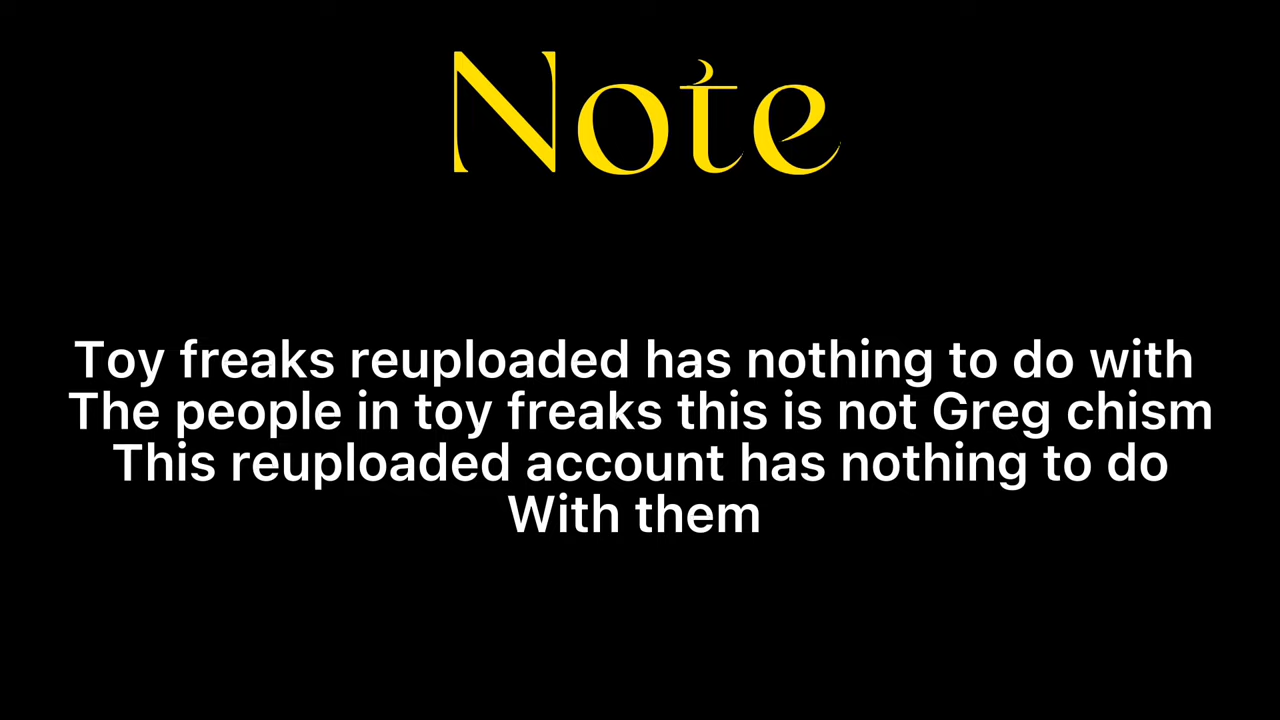 Note
Toy freaks reuploaded has nothing to do with
The people in toy freaks this is not Greg chism
This reuploaded account has nothing to do
With them